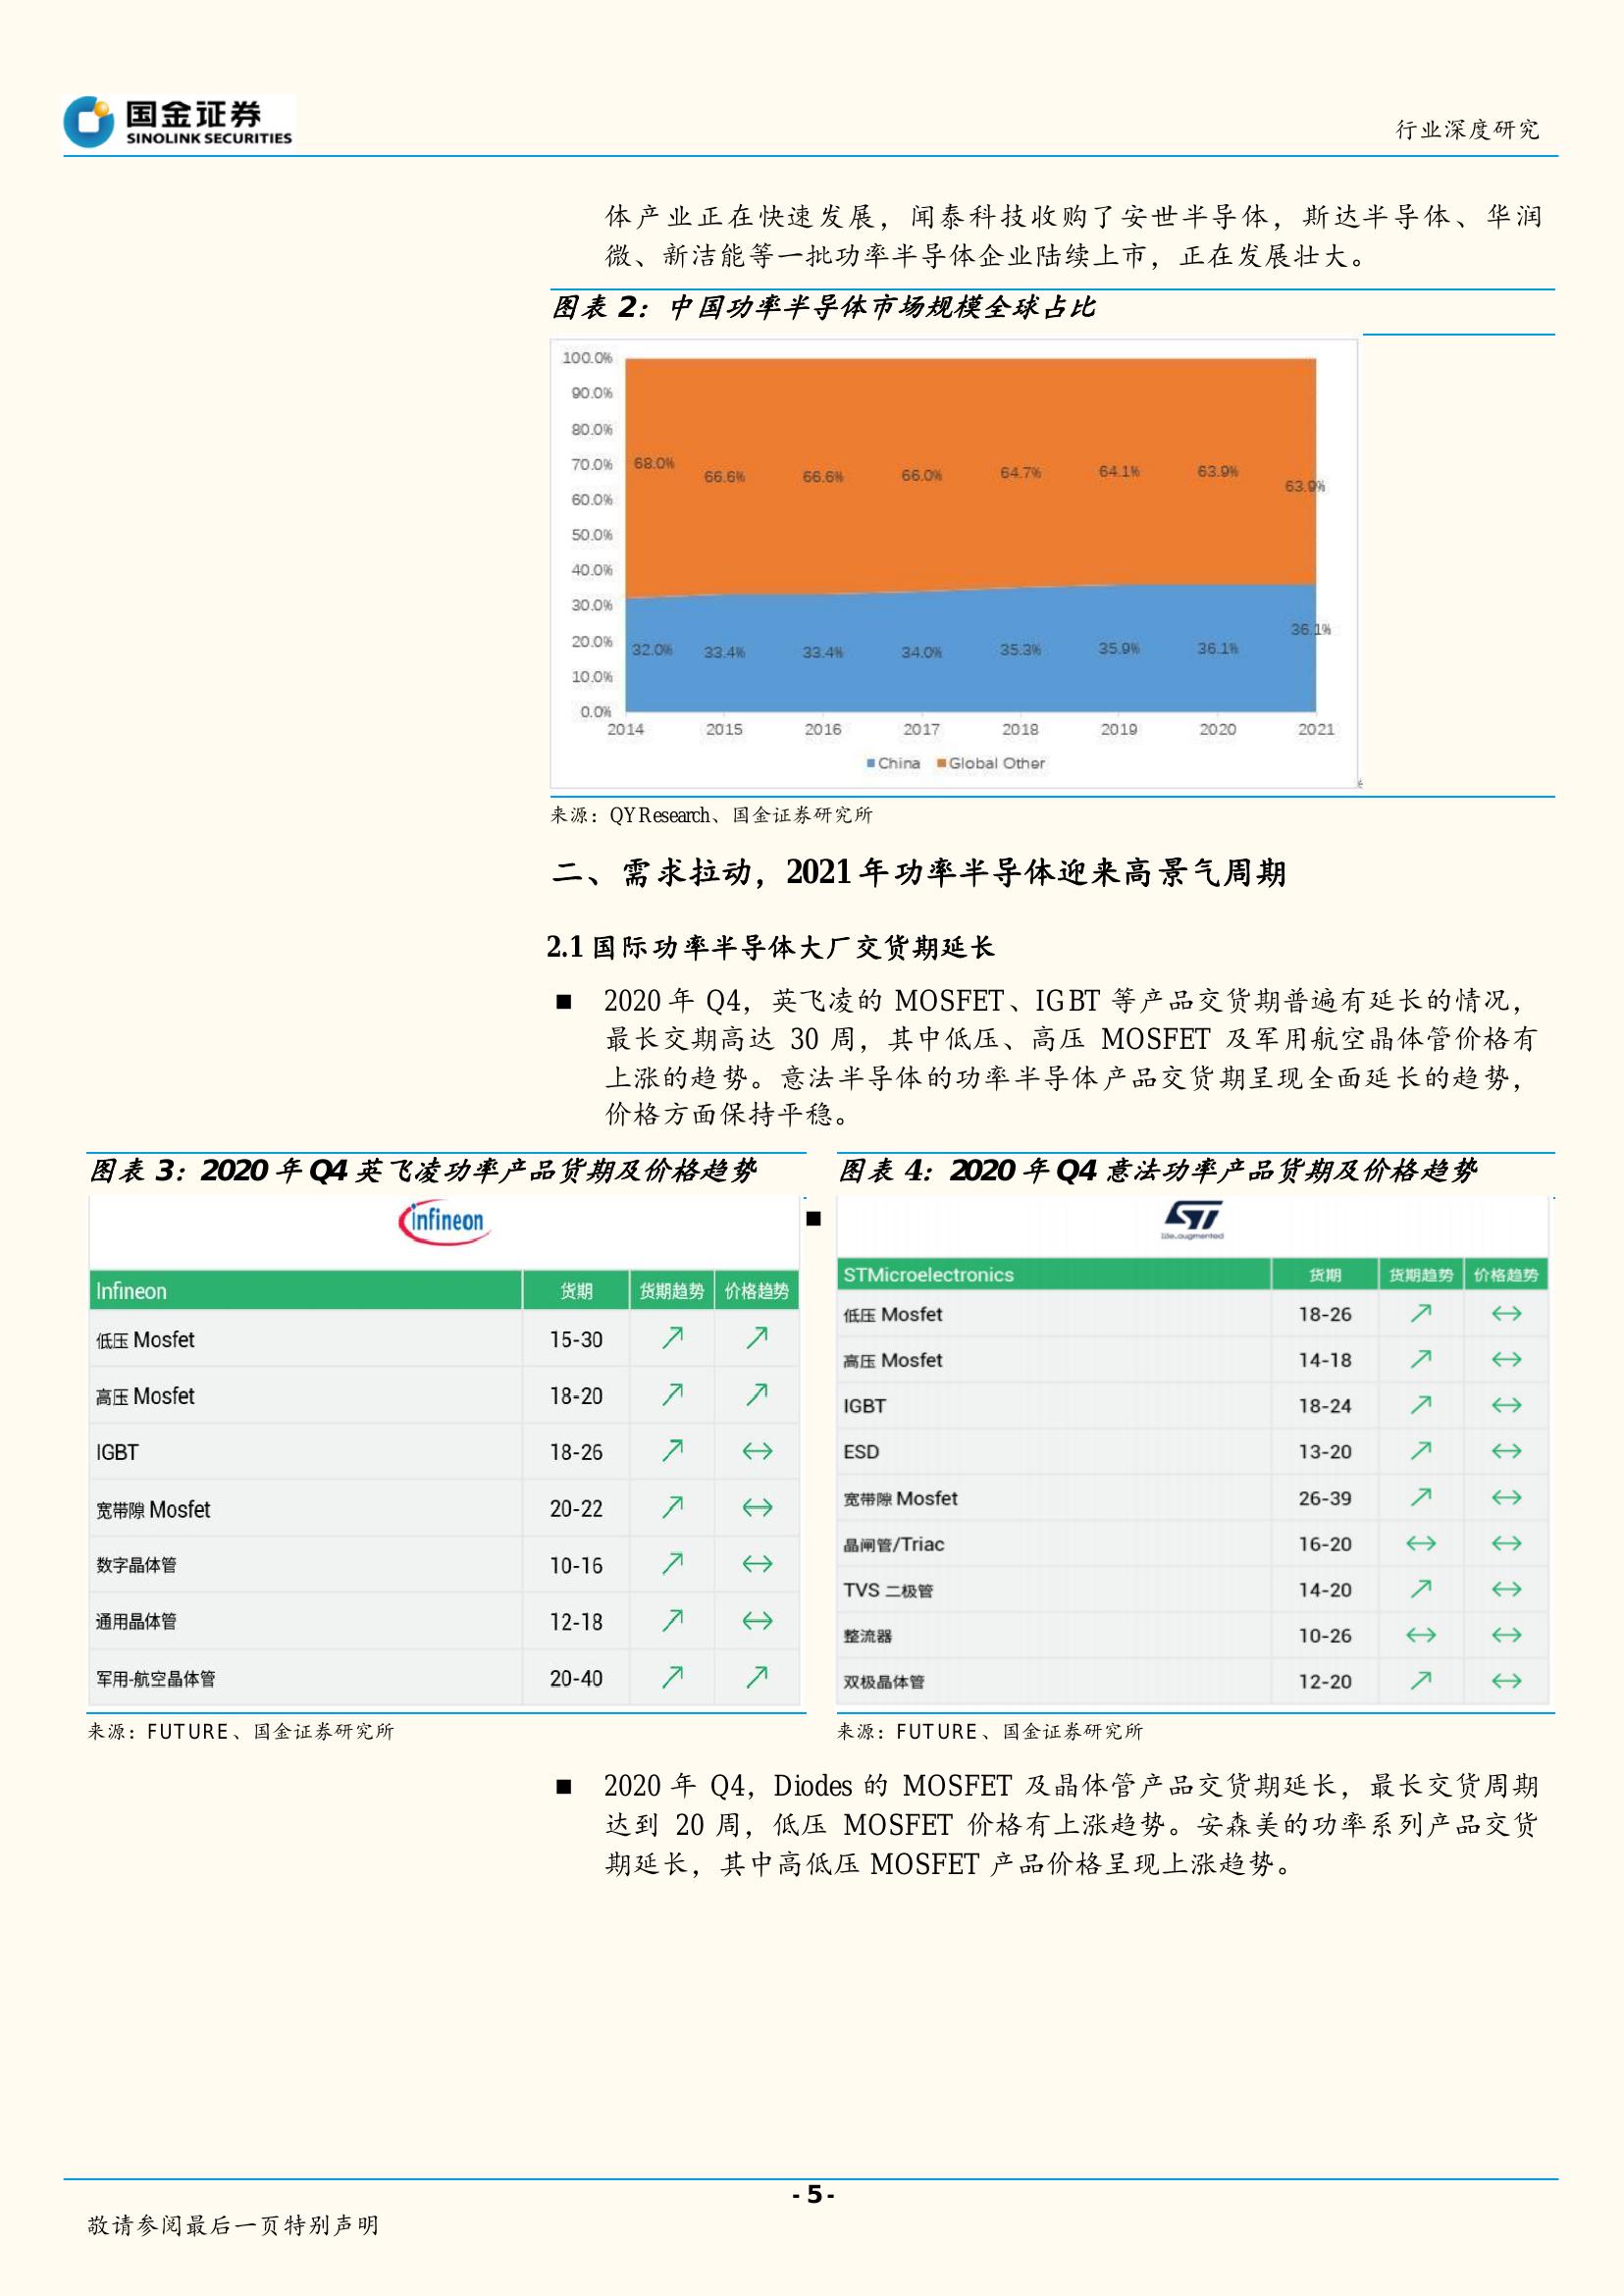 国金证券
SINOLINK SECURITIES
行业深度研究
体产业正在快速发展，闻泰科技收购了安世半导体，斯达半导体、华润
微、新洁能等一批功率半导体企业陆续上市，正在发展壮大。
图表 2：中国功率半导体市场规模全球占比
100.0%
90.0%
80.0%
70.0%
60.0%
50.0%
40.0%
30.0%
20.0%
10.0%
0.0%
68.0% 66.6% 66.6% 66.0% 64.7% 64.1% 63.9% 63.9%
32.0% 33.4% 33.4% 34.0% 35.3% 35.9% 36.1% 36.1%
2014 2015 2016 2017 2018 2019 2020 2021
China Global Other
来源：QYResearch、国金证券研究所
二、需求拉动，2021 年功率半导体迎来高景气周期
2.1 国际功率半导体大厂交货期延长
■ 2020 年 Q4，英飞凌的 MOSFET、IGBT 等产品交货期普遍有延长的情况，
最长交期高达 30 周，其中低压、高压 MOSFET 及军用航空晶体管价格有
上涨的趋势。意法半导体的功率半导体产品交货期呈现全面延长的趋势，
价格方面保持平稳。
图表 3：2020 年 Q4 英飞凌功率产品货期及价格趋势
infineon
Infineon 货期 货期趋势 价格趋势
低压 Mosfet 15-30 ↗ ↗
高压 Mosfet 18-20 ↗ ↗
IGBT 18-26 ↗ ↔
宽带隙 Mosfet 20-22 ↗ ↔
数字晶体管 10-16 ↗ ↔
通用晶体管 12-18 ↗ ↔
军用-航空晶体管 20-40 ↗ ↗
来源：FUTURE、国金证券研究所
■
图表 4：2020 年 Q4 意法功率产品货期及价格趋势
ST
life.augmented
STMicroelectronics 货期 货期趋势 价格趋势
低压 Mosfet 18-26 ↗ ↔
高压 Mosfet 14-18 ↗ ↔
IGBT 18-24 ↗ ↔
ESD 13-20 ↗ ↔
宽带隙 Mosfet 26-39 ↗ ↔
晶闸管/Triac 16-20 ↔ ↔
TVS 二极管 14-20 ↗ ↔
整流器 10-26 ↔ ↔
双极晶体管 12-20 ↗ ↔
来源：FUTURE、国金证券研究所
■ 2020 年 Q4，Diodes 的 MOSFET 及晶体管产品交货期延长，最长交货周期
达到 20 周，低压 MOSFET 价格有上涨趋势。安森美的功率系列产品交货
期延长，其中高低压 MOSFET 产品价格呈现上涨趋势。
- 5 -
敬请参阅最后一页特别声明